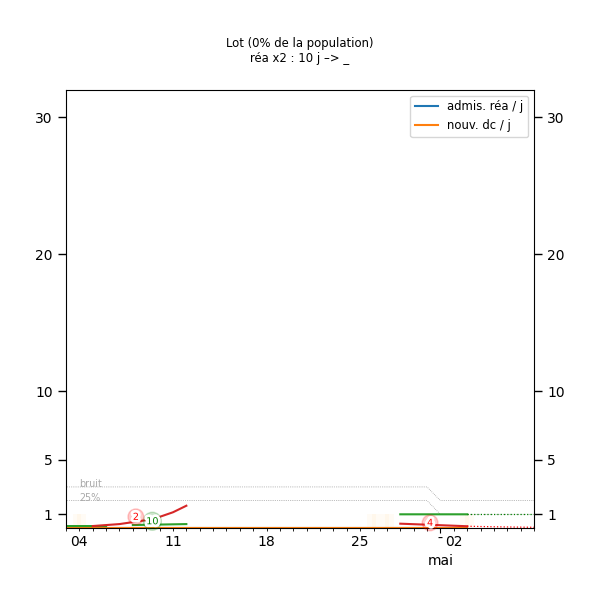 Lot (0% de la population)
réa x2 : 10 j –> _
admis. réa / j
nouv. dc / j
30 30
20 20
10 10
5 5
bruit
25%
2 10 4
1 1
04 11 18 25 - 02
mai